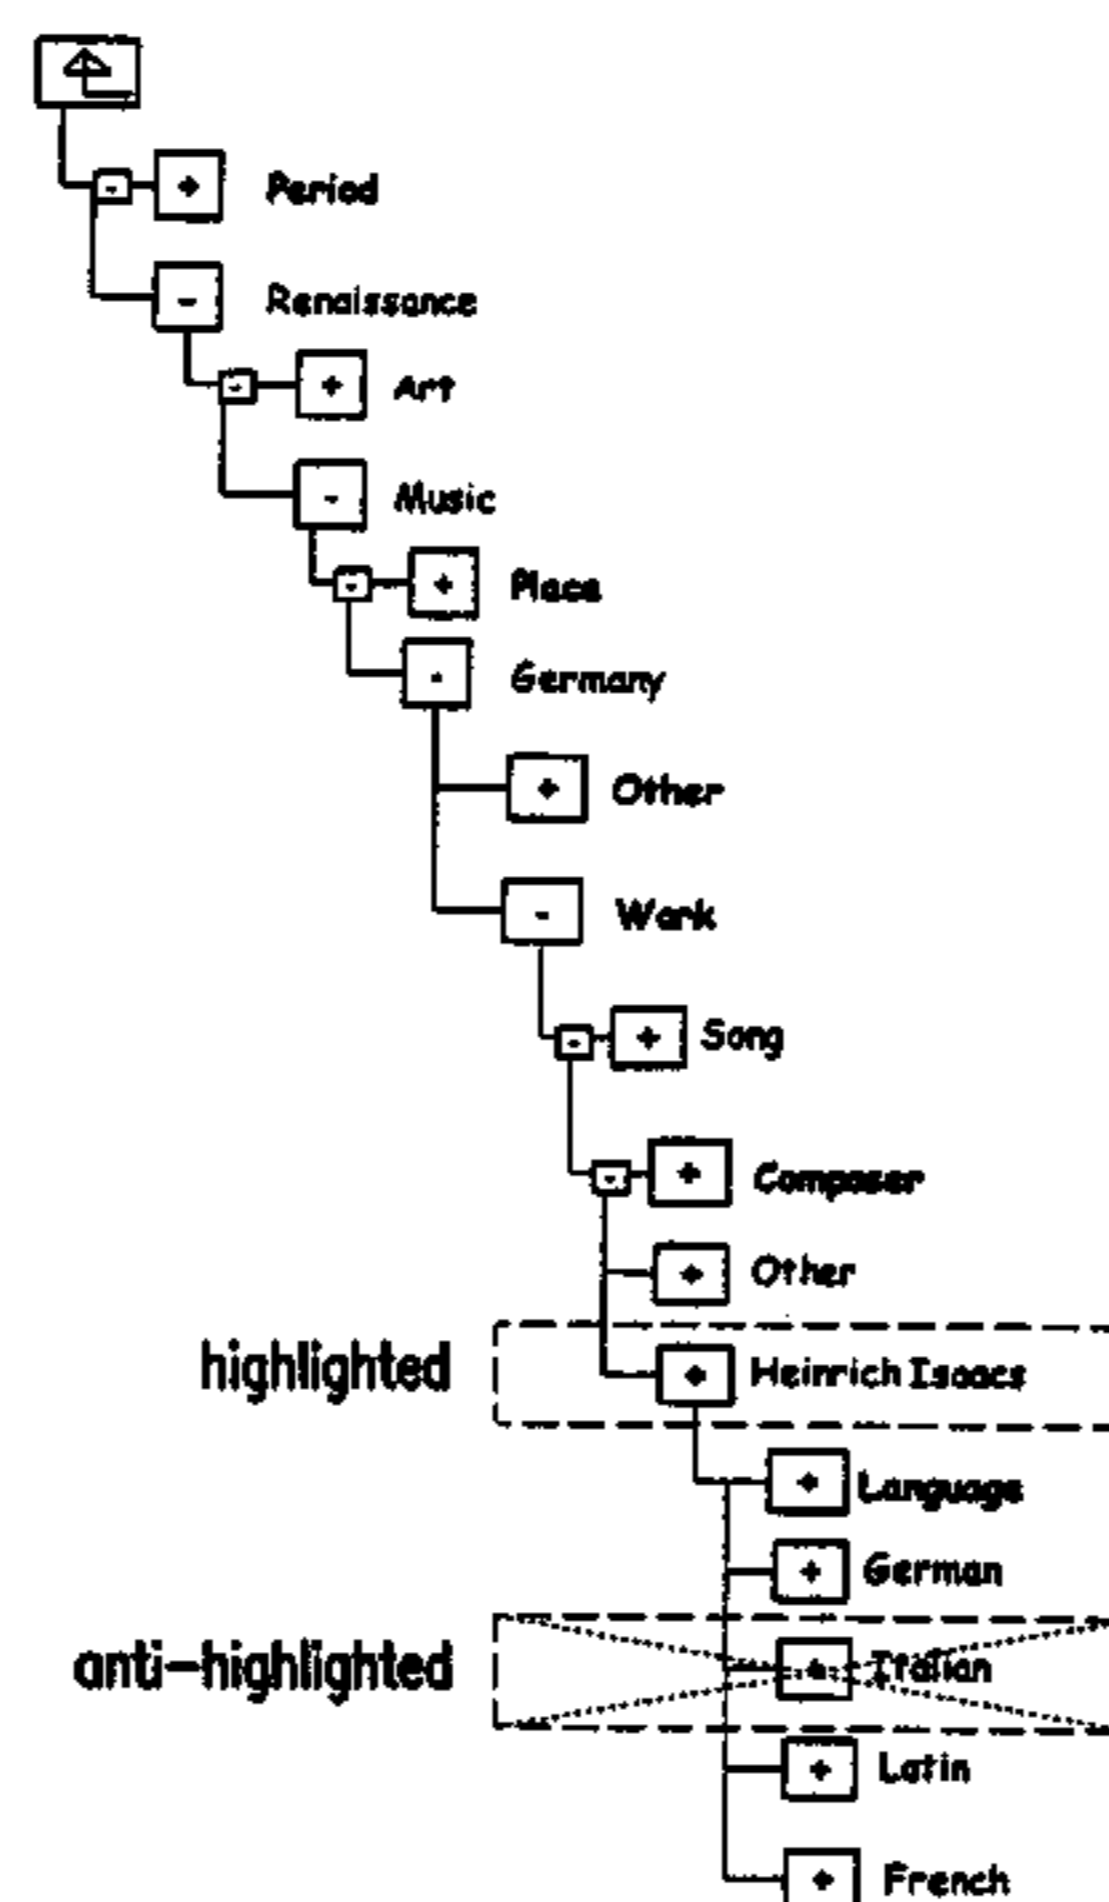 Period
Renaissance
Art
Music
Place
Germany
Other
Work
Song
Composer
Other
highlighted
Heinrich Isaacs
Language
German
anti-highlighted
Italian
Latin
French